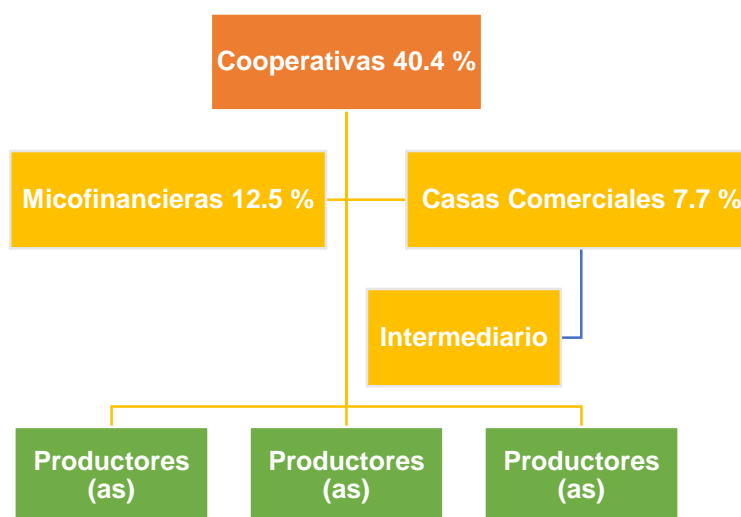 Cooperativas 40.4 %
Micofinancieras 12.5 %
Casas Comerciales 7.7 %
Intermediario
Productores
(as)
Productores
(as)
Productores
(as)